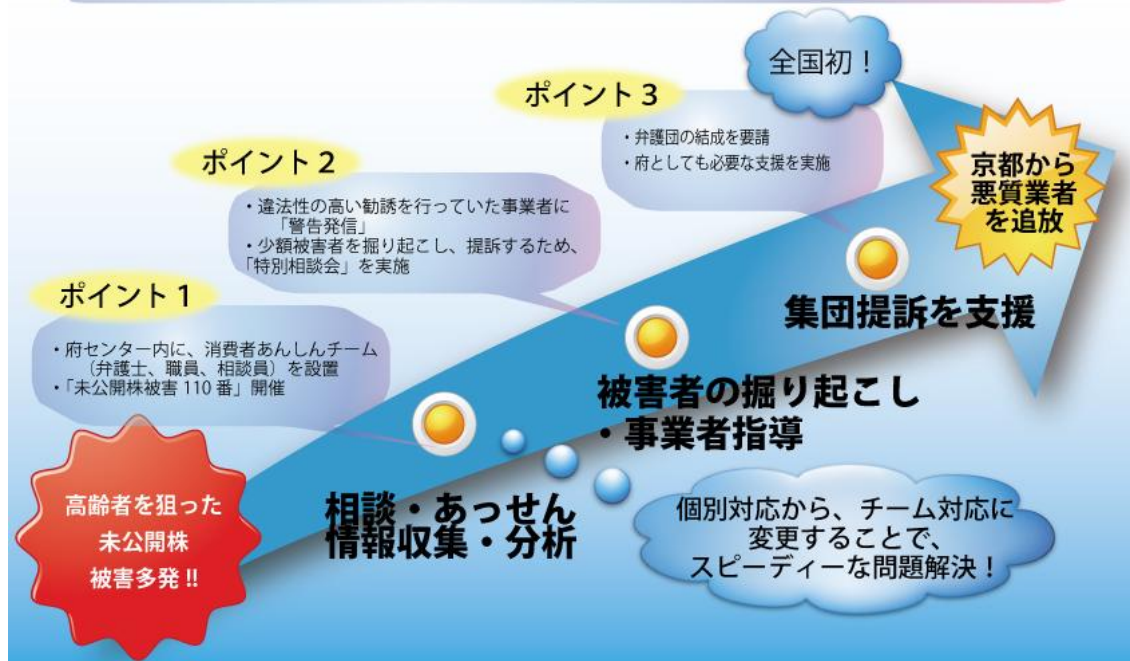 全国初！
ポイント3
・弁護団の結成を要請
・府としても必要な支援を実施
京都から
悪質業者
を追放
ポイント2
・違法性の高い勧誘を行っていた事業者に
「警告発信」
・少額被害者を掘り起こし、提訴するため、
「特別相談会」を実施
ポイント1
・府センター内に、消費者あんしんチーム
（弁護士、職員、相談員）を設置
・「未公開株被害110番」開催
集団提訴を支援
被害者の掘り起こし
・事業者指導
相談・あっせん
情報収集・分析
高齢者を狙った
未公開株
被害多発!!
個別対応から、チーム対応に
変更することで、
スピーディーな問題解決！